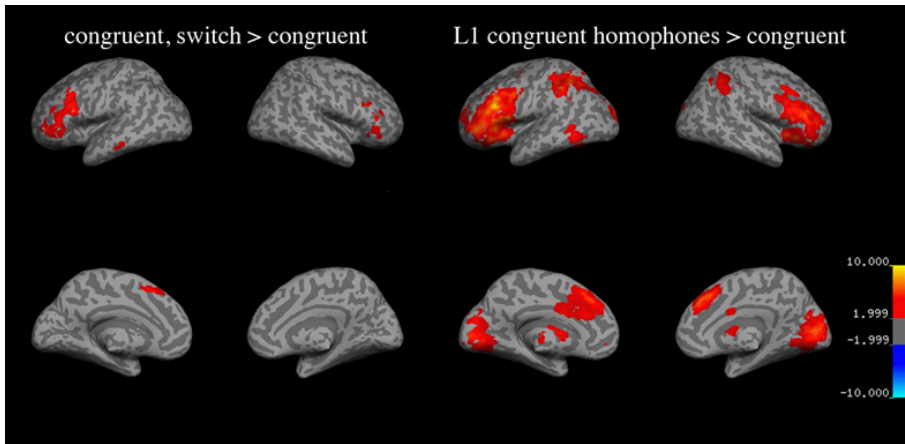 congruent, switch > congruent
L1 congruent homophones > congruent
10.000
1.999
-1.999
-10.000